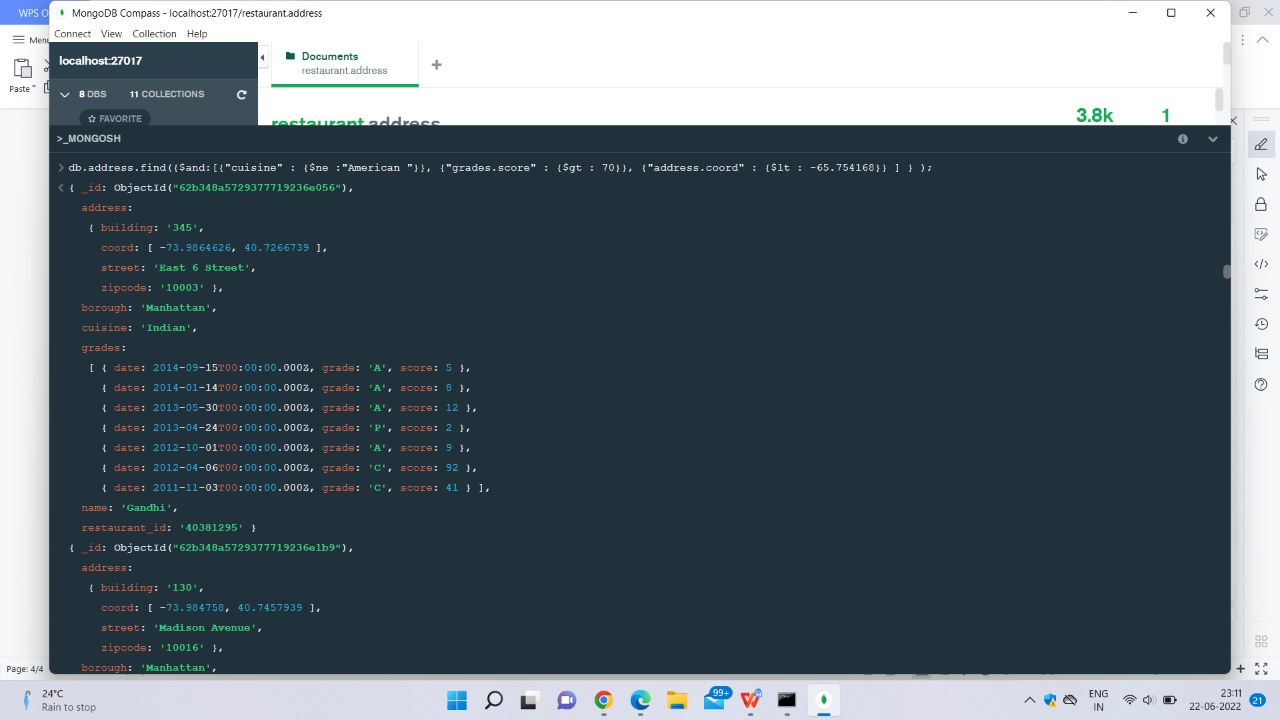 WPS O
MongoDB Compass - localhost:27017/restaurant.address
Connect View Collection Help
Menu
localhost:27017
Documents
restaurant.address
Paste
8 DBS 11 COLLECTIONS
FAVORITE
restaurant.address
3.8k 1
>_MONGOSH
db.address.find({$and:[{"cuisine" : {$ne :"American "}}, {"grades.score" : {$gt : 70}}, {"address.coord" : {$lt : -65.754168}} ] } );
{ _id: ObjectId("62b348a5729377719236e056"),
address:
{ building: '345',
coord: [ -73.9864626, 40.7266739 ],
street: 'East 6 Street',
zipcode: '10003' },
borough: 'Manhattan',
cuisine: 'Indian',
grades:
[ { date: 2014-09-15T00:00:00.000Z, grade: 'A', score: 5 },
{ date: 2014-01-14T00:00:00.000Z, grade: 'A', score: 8 },
{ date: 2013-05-30T00:00:00.000Z, grade: 'A', score: 12 },
{ date: 2013-04-24T00:00:00.000Z, grade: 'P', score: 2 },
{ date: 2012-10-01T00:00:00.000Z, grade: 'A', score: 9 },
{ date: 2012-04-06T00:00:00.000Z, grade: 'C', score: 92 },
{ date: 2011-11-03T00:00:00.000Z, grade: 'C', score: 41 } ],
name: 'Gandhi',
restaurant_id: '40381295' }
{ _id: ObjectId("62b348a5729377719236e1b9"),
address:
{ building: '130',
coord: [ -73.984758, 40.7457939 ],
street: 'Madison Avenue',
zipcode: '10016' },
borough: 'Manhattan',
Page: 4/4
24°C
Rain to stop
99+
ENG
IN
23:11
22-06-2022
21